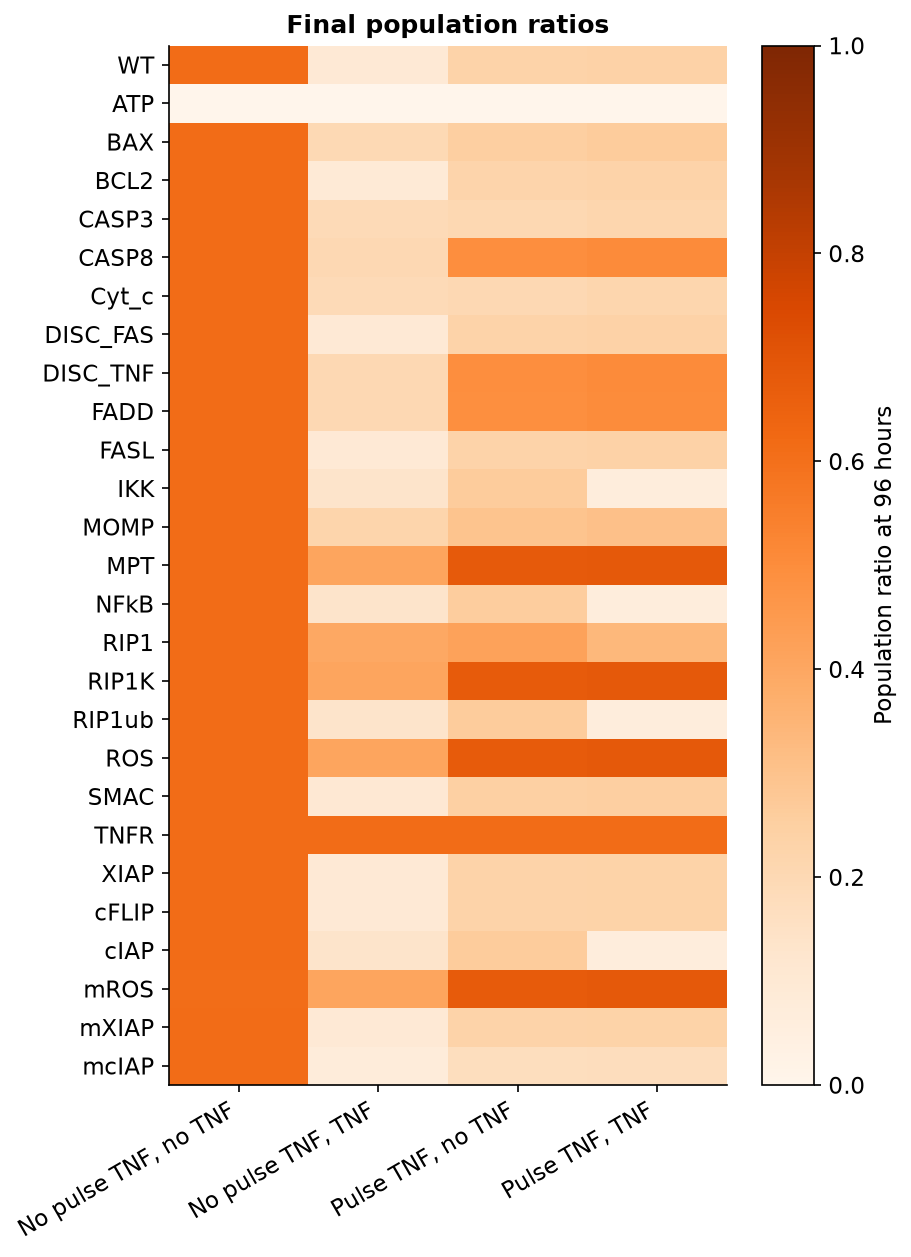 Final population ratios
WT
ATP
BAX
BCL2
CASP3
CASP8
Cyt_c
DISC_FAS
DISC_TNF
FADD
FASL
IKK
MOMP
MPT
NFkB
RIP1
RIP1K
RIP1ub
ROS
SMAC
TNFR
XIAP
cFLIP
cIAP
mROS
mXIAP
mcIAP
No pulse TNF, no TNF
No pulse TNF, TNF
Pulse TNF, no TNF
Pulse TNF, TNF
1.0
0.8
0.6
0.4
0.2
0.0
Population ratio at 96 hours